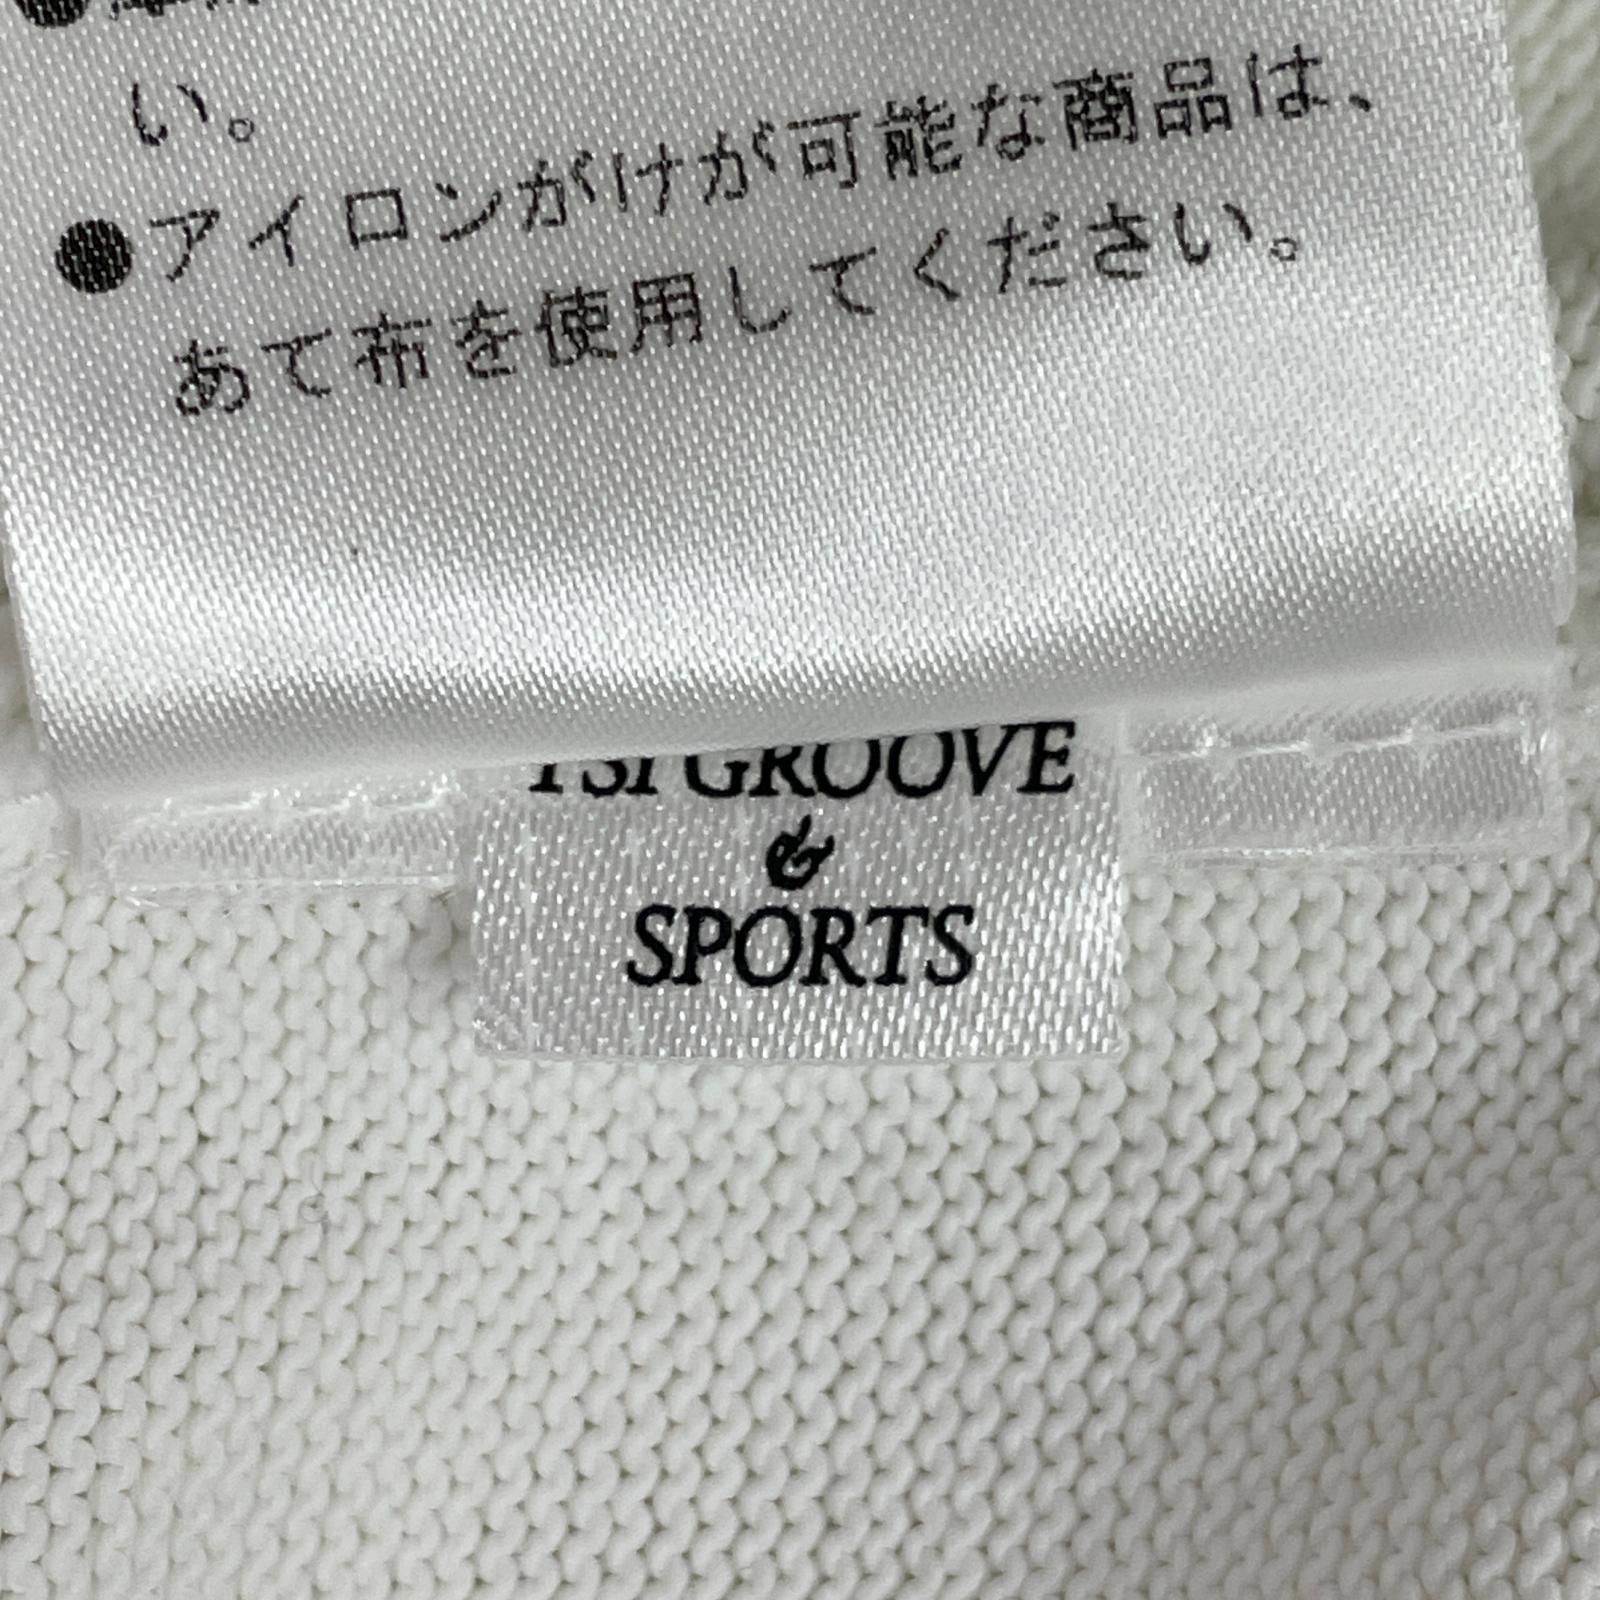 い。
●アイロンがけが可能な商品は、
あて布を使用してください。
TSI GROOVE
&
SPORTS